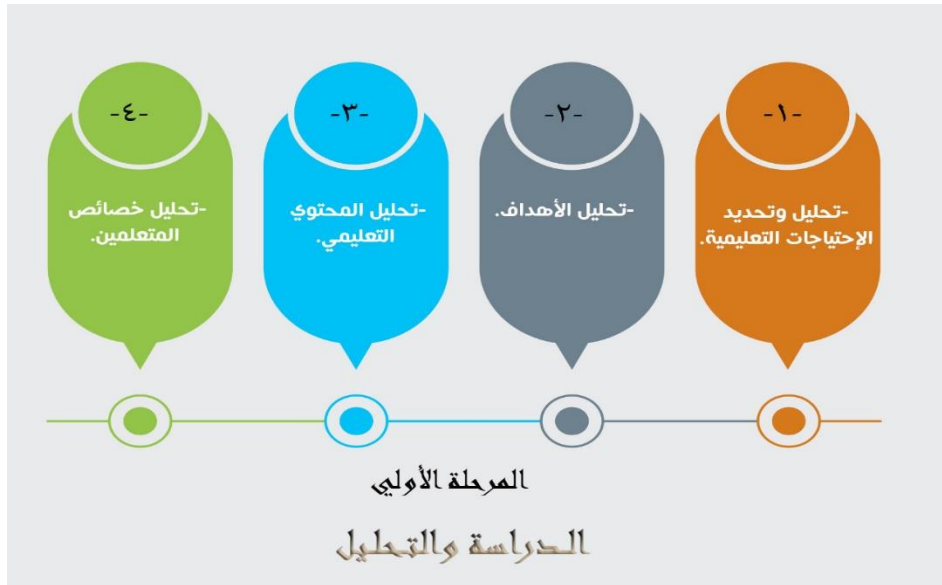 -١-
-تحليل وتحديد
الإحتياجات التعليمية.
-٢-
-تحليل الأهداف.
-٣-
-تحليل المحتوي
التعليمي.
-٤-
-تحليل خصائص
المتعلمين.
المرحلة الأولي
الدراسة والتحليل